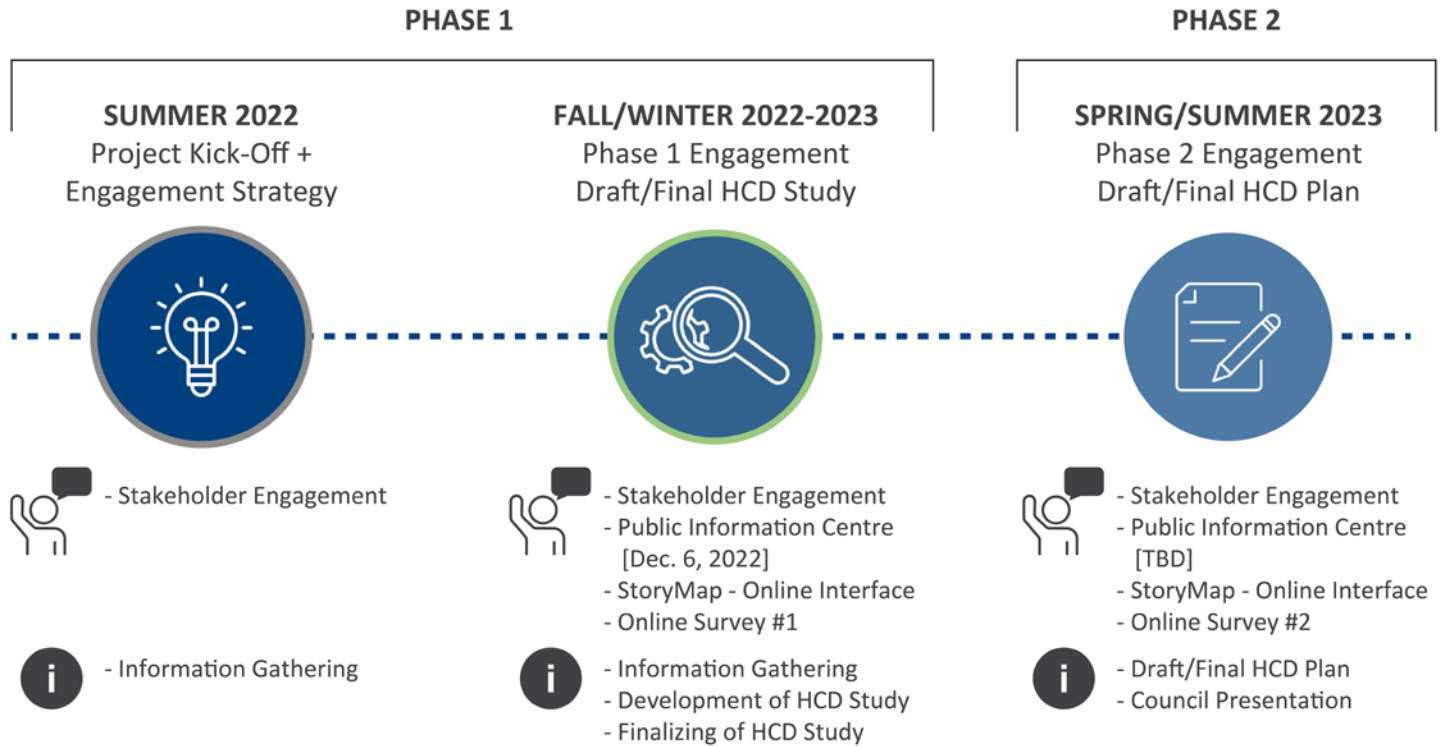 PHASE 1
PHASE 2
SUMMER 2022
Project Kick-Off +
Engagement Strategy
FALL/WINTER 2022-2023
Phase 1 Engagement
Draft/Final HCD Study
SPRING/SUMMER 2023
Phase 2 Engagement
Draft/Final HCD Plan
- Stakeholder Engagement
- Stakeholder Engagement
- Public Information Centre
[Dec. 6, 2022]
- StoryMap - Online Interface
- Online Survey #1
- Stakeholder Engagement
- Public Information Centre
[TBD]
- StoryMap - Online Interface
- Online Survey #2
i
- Information Gathering
i
- Information Gathering
- Development of HCD Study
- Finalizing of HCD Study
i
- Draft/Final HCD Plan
- Council Presentation